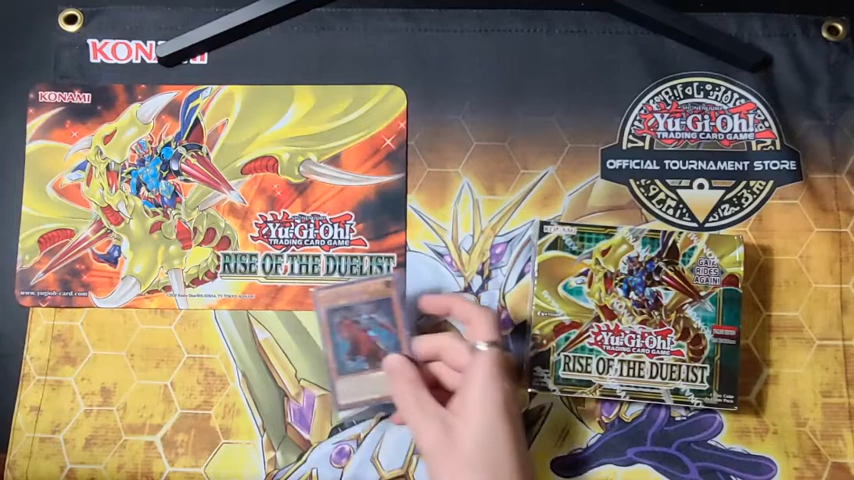 KONAMI
KONAMI
Yu-Gi-Oh!
TRADING CARD GAME
RISE OF THE DUELIST
www.yugioh-card.com
Yu-Gi-Oh!
TRADING CARD GAME
OFFICIAL TOURNAMENT STORE
KONAMI
GAIA
RIDES
AGAIN!
Yu-Gi-Oh!
TRADING CARD GAME
RISE OF THE DUELIST